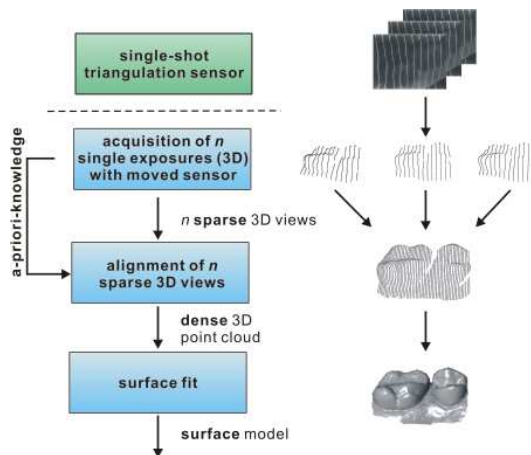 single-shot
triangulation sensor
acquisition of n
single exposures (3D)
with moved sensor
a-priori-knowledge
n sparse 3D views
alignment of n
sparse 3D views
dense 3D
point cloud
surface fit
surface model